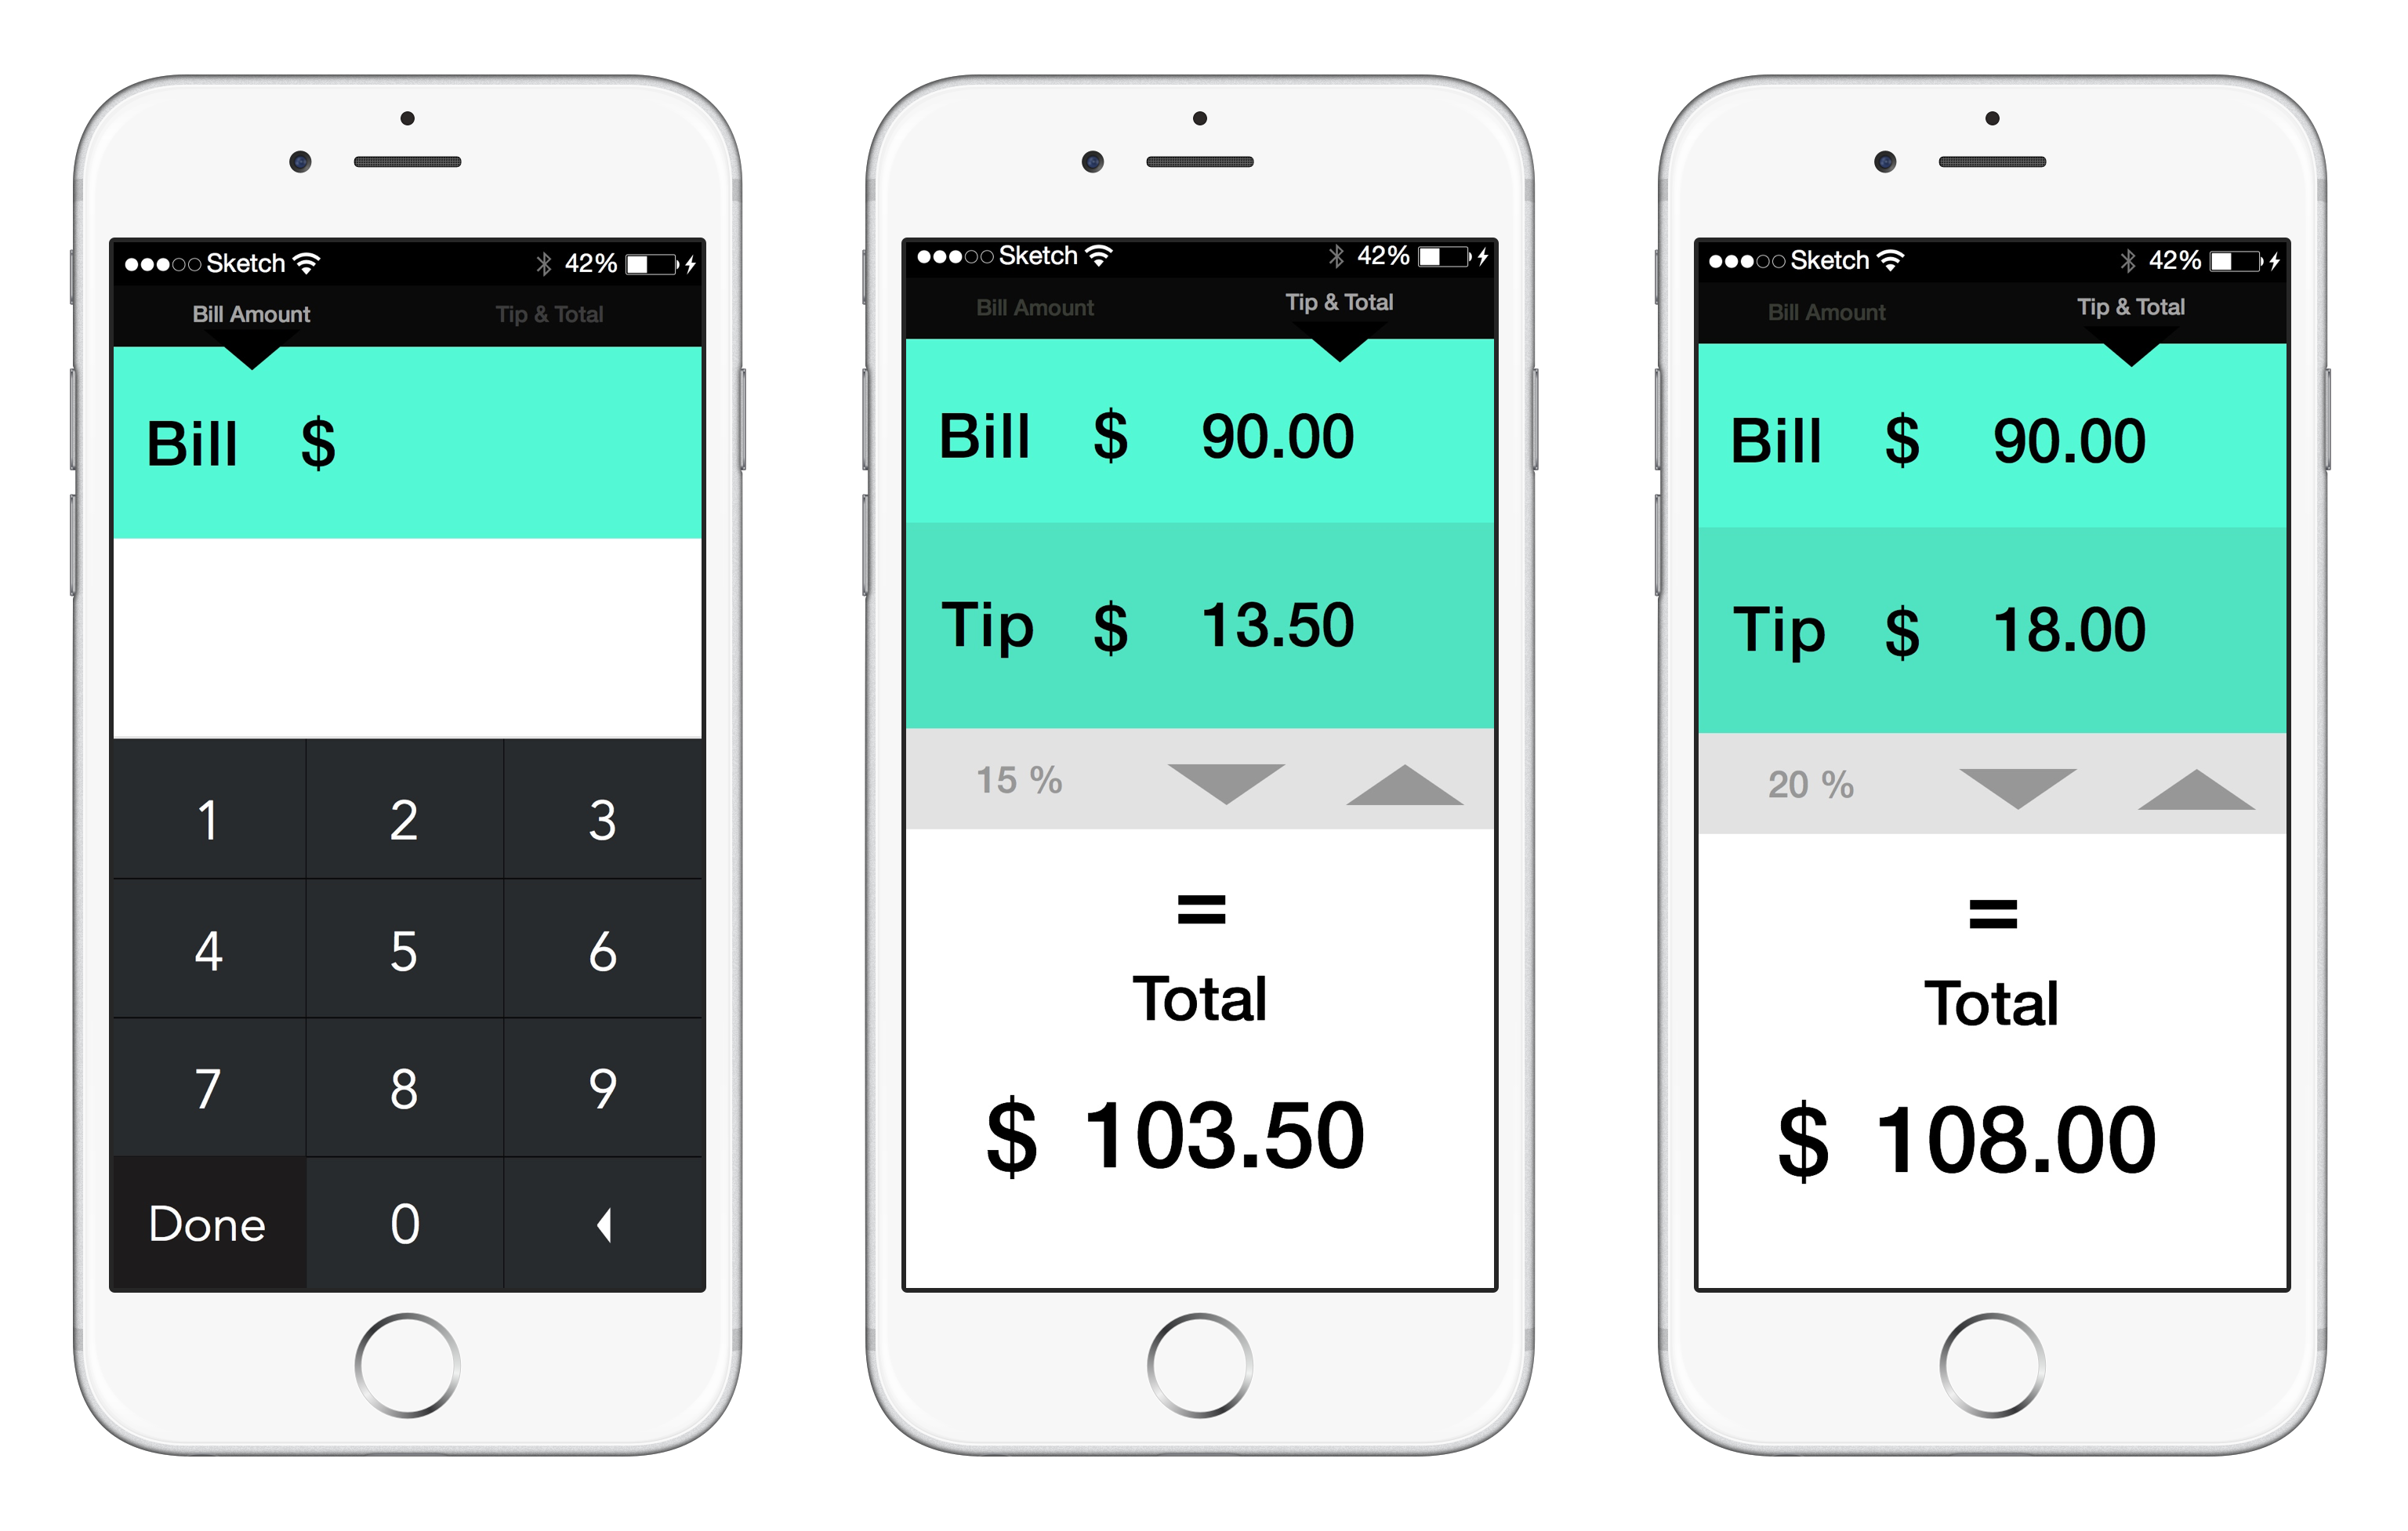 Sketch 42%
Bill Amount Tip & Total
Bill $
1 2 3
4 5 6
7 8 9
Done 0
Sketch 42%
Bill Amount Tip & Total
Bill $ 90.00
Tip $ 13.50
15 %
=
Total
$ 103.50
Sketch 42%
Bill Amount Tip & Total
Bill $ 90.00
Tip $ 18.00
20 %
=
Total
$ 108.00